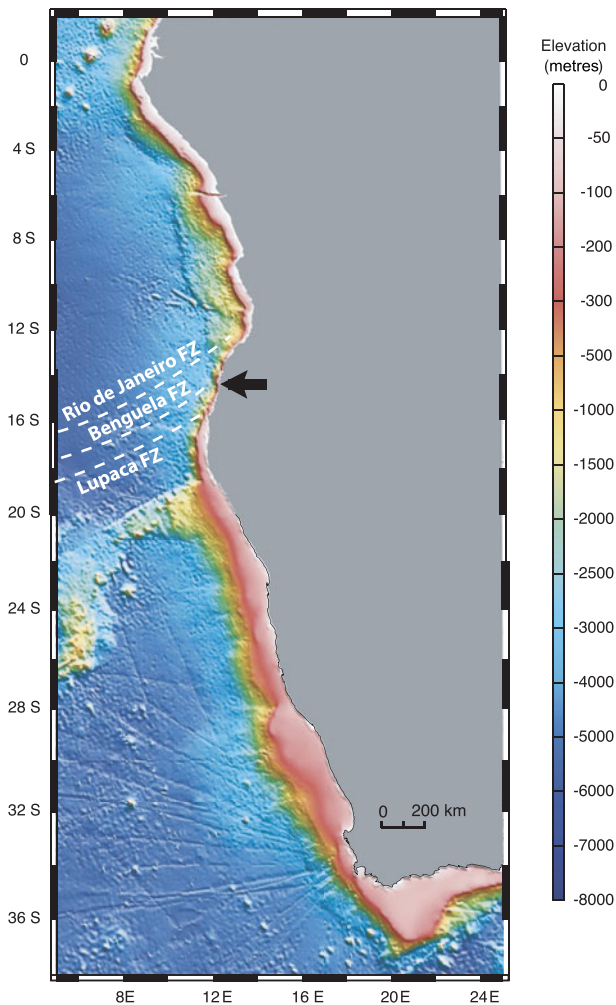 Elevation
(metres)
0
-50
-100
-200
-300
-400
-500
-1000
-2000
-3000
-4000
-5000
-6000
-7000
-8000
0
4 S
8 S
12 S
16 S
20 S
24 S
28 S
32 S
36 S
Rio de Janeiro FZ
Benguela FZ
Lupaca FZ
0 200 km
8E 12 E 16 E 20 E 24 E